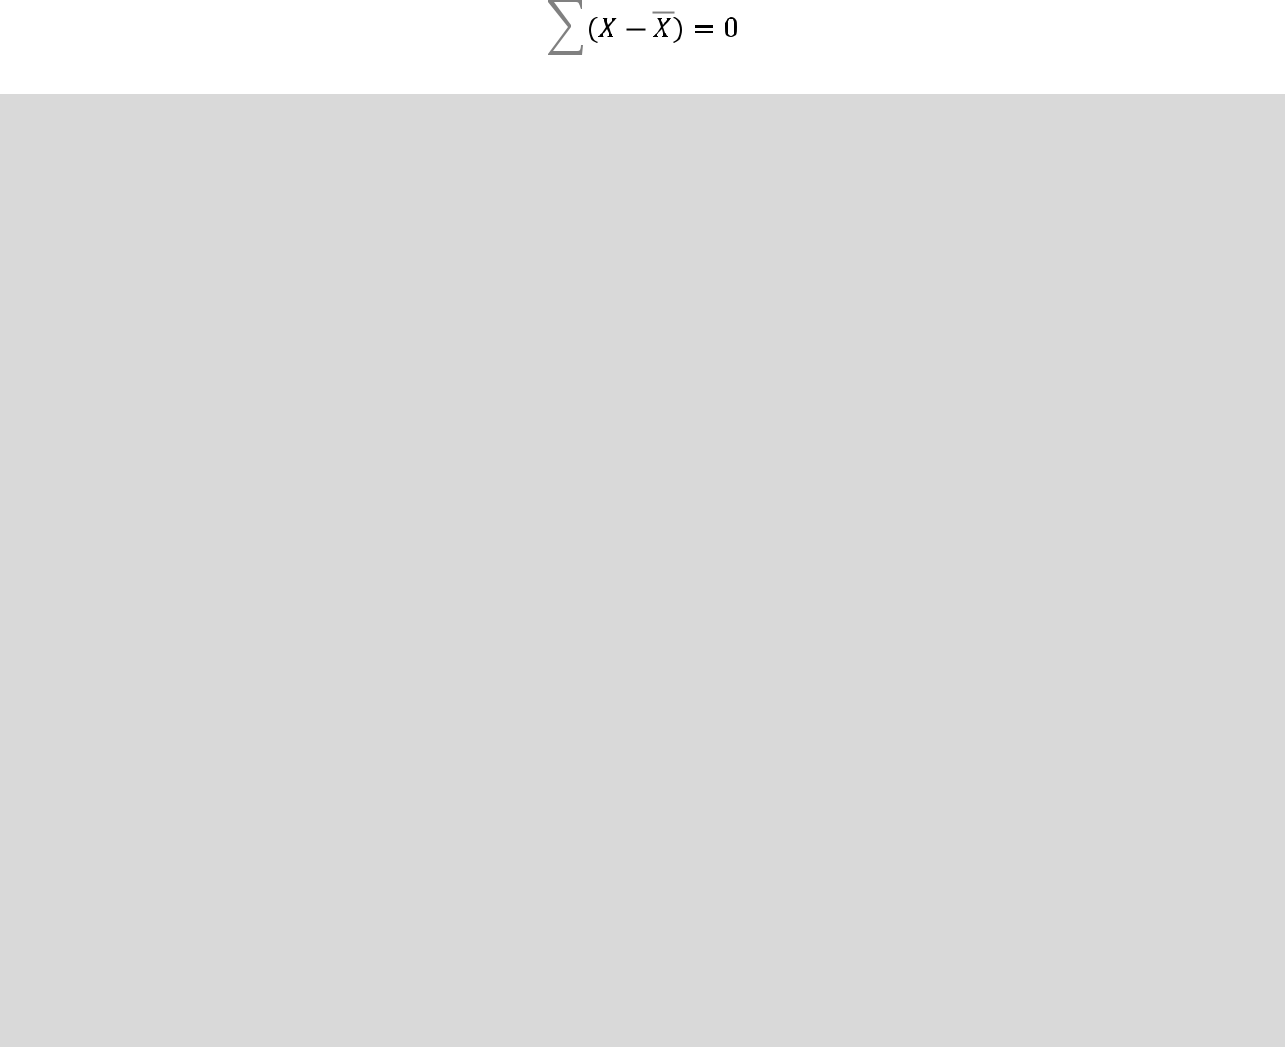 ∑(X − X̅) = 0